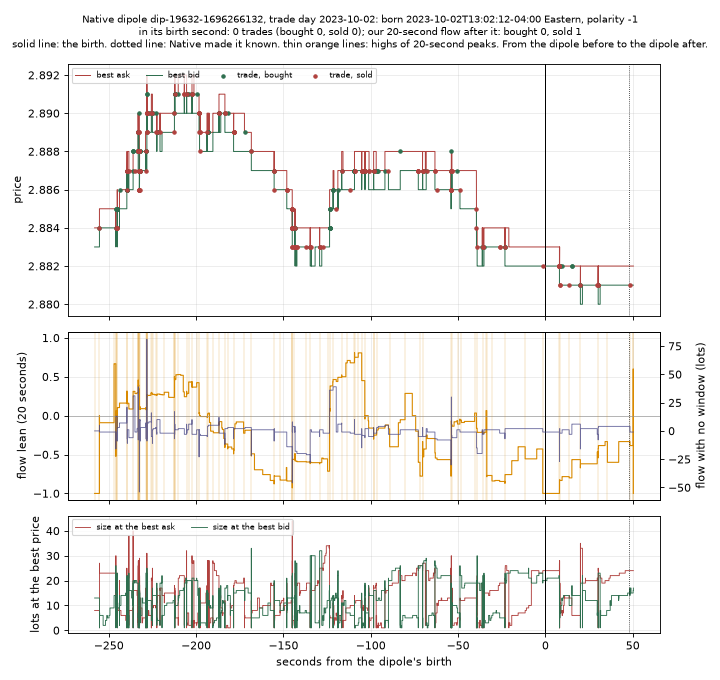 Native dipole dip-19632-1696266132, trade day 2023-10-02: born 2023-10-02T13:02:12-04:00 Eastern, polarity -1
in its birth second: 0 trades (bought 0, sold 0); our 20-second flow after it: bought 0, sold 1
solid line: the birth. dotted line: Native made it known. thin orange lines: highs of 20-second peaks. From the dipole before to the dipole after.
best ask
best bid
trade, bought
trade, sold
2.892
2.890
2.888
2.886
2.884
2.882
2.880
price
1.0
0.5
0.0
−0.5
−1.0
flow lean (20 seconds)
75
50
25
0
−25
−50
flow with no window (lots)
size at the best ask
size at the best bid
40
30
20
10
0
lots at the best price
−250
−200
−150
−100
−50
0
50
seconds from the dipole's birth